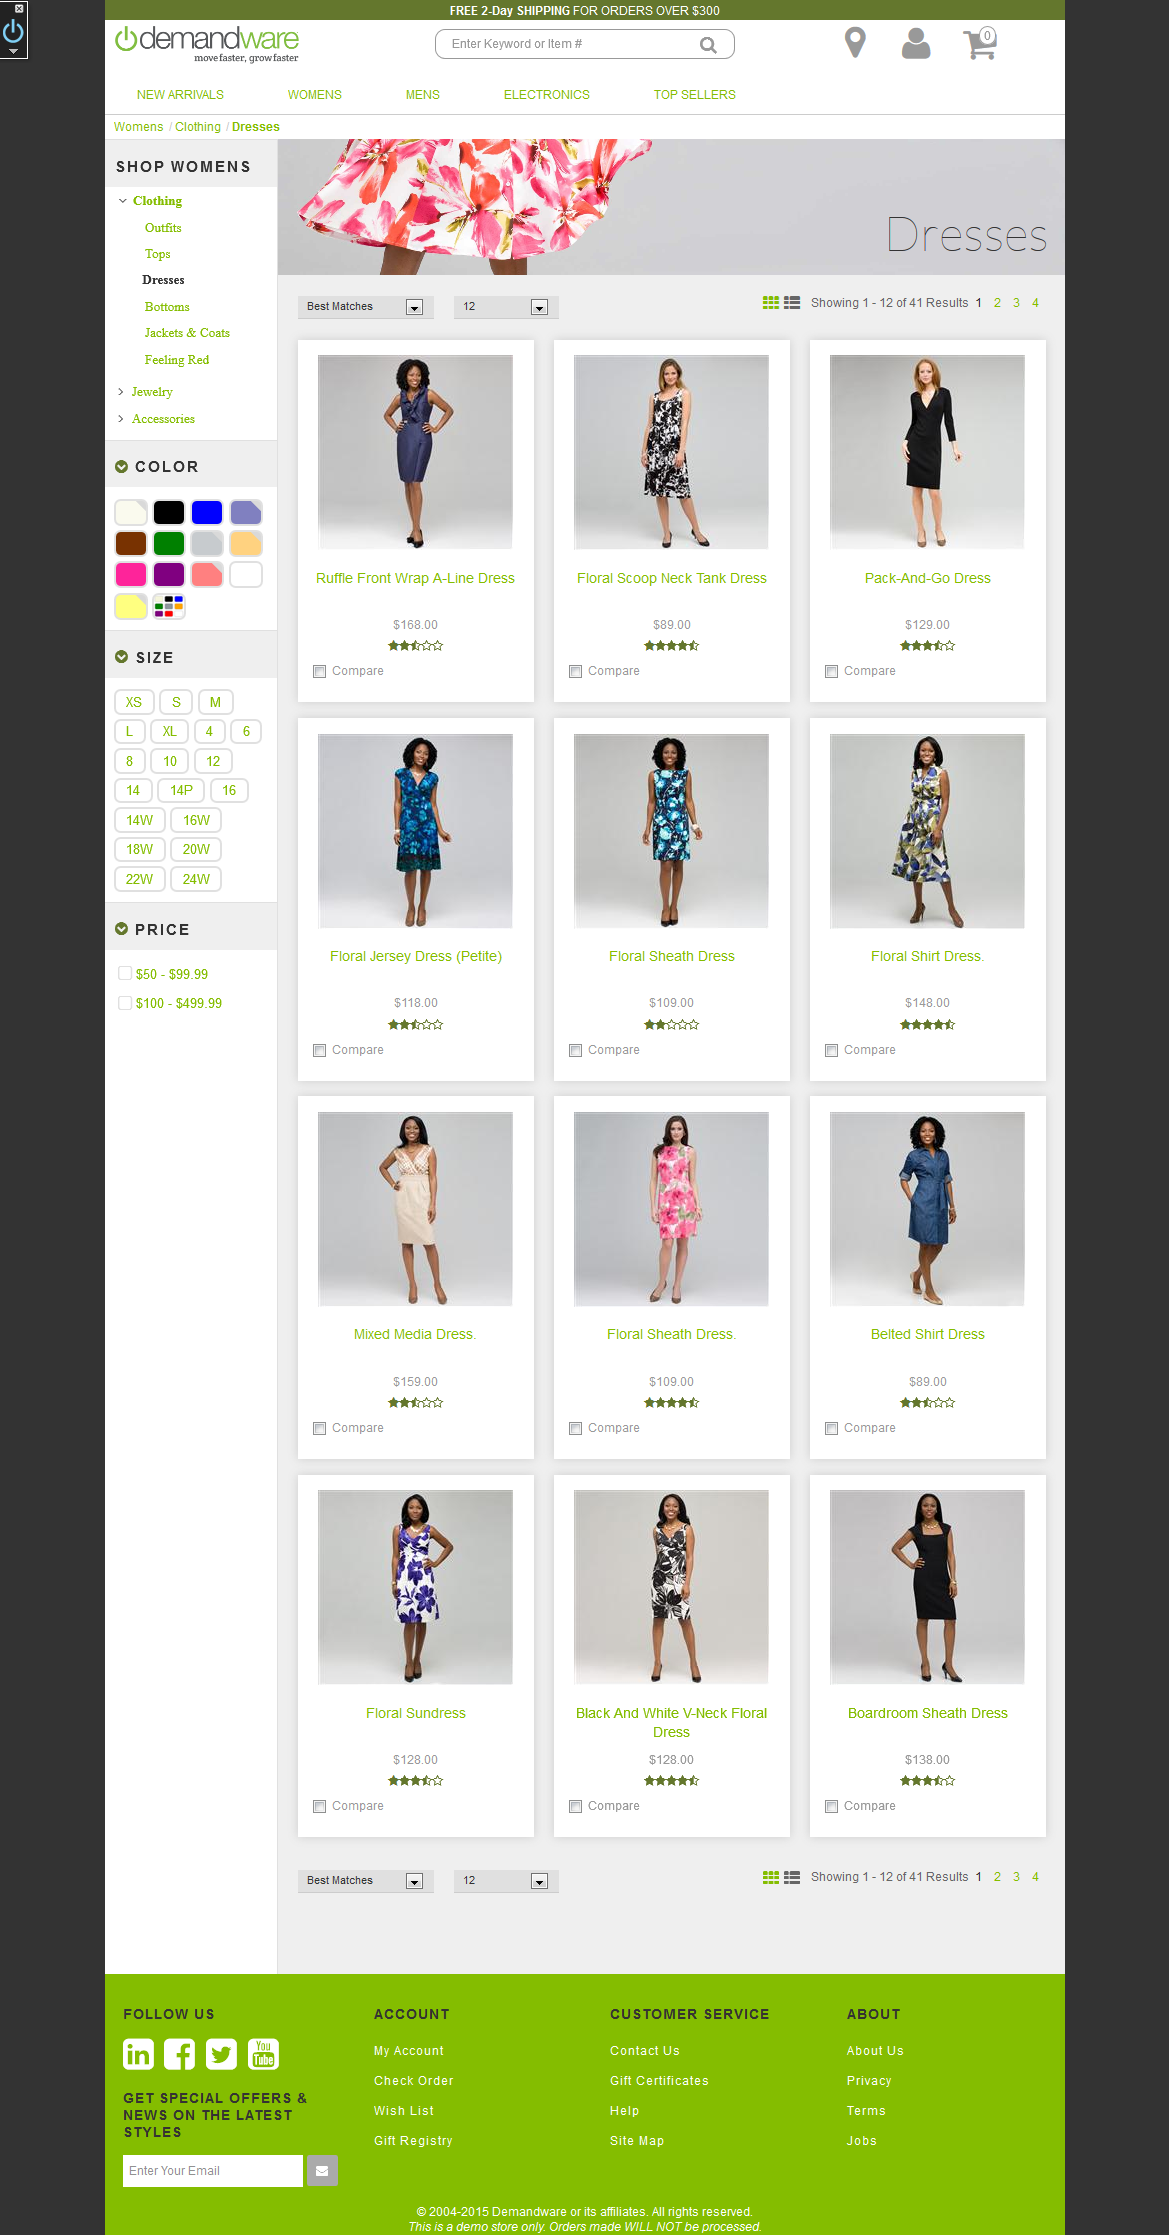 FREE 2-Day SHIPPING FOR ORDERS OVER $300
demandware
move faster, grow faster
Enter Keyword or Item #
0
NEW ARRIVALS WOMENS MENS ELECTRONICS TOP SELLERS
Womens / Clothing / Dresses
SHOP WOMENS
Clothing
Outfits
Tops
Dresses
Bottoms
Jackets & Coats
Feeling Red
Jewelry
Accessories
COLOR
SIZE
XS S M
L XL 4 6
8 10 12
14 14P 16
14W 16W
18W 20W
22W 24W
PRICE
$50 - $99.99
$100 - $499.99
Dresses
Best Matches 12 Showing 1 - 12 of 41 Results 1 2 3 4
Ruffle Front Wrap A-Line Dress
$168.00
Compare
Floral Scoop Neck Tank Dress
$89.00
Compare
Pack-And-Go Dress
$129.00
Compare
Floral Jersey Dress (Petite)
$118.00
Compare
Floral Sheath Dress
$109.00
Compare
Floral Shirt Dress.
$148.00
Compare
Mixed Media Dress.
$159.00
Compare
Floral Sheath Dress.
$109.00
Compare
Belted Shirt Dress
$89.00
Compare
Floral Sundress
$128.00
Compare
Black And White V-Neck Floral
Dress
$128.00
Compare
Boardroom Sheath Dress
$138.00
Compare
Best Matches 12 Showing 1 - 12 of 41 Results 1 2 3 4
FOLLOW US
in
You
Tube
GET SPECIAL OFFERS &
NEWS ON THE LATEST
STYLES
Enter Your Email
ACCOUNT
My Account
Check Order
Wish List
Gift Registry
CUSTOMER SERVICE
Contact Us
Gift Certificates
Help
Site Map
ABOUT
About Us
Privacy
Terms
Jobs
© 2004-2015 Demandware or its affiliates. All rights reserved.
This is a demo store only. Orders made WILL NOT be processed.